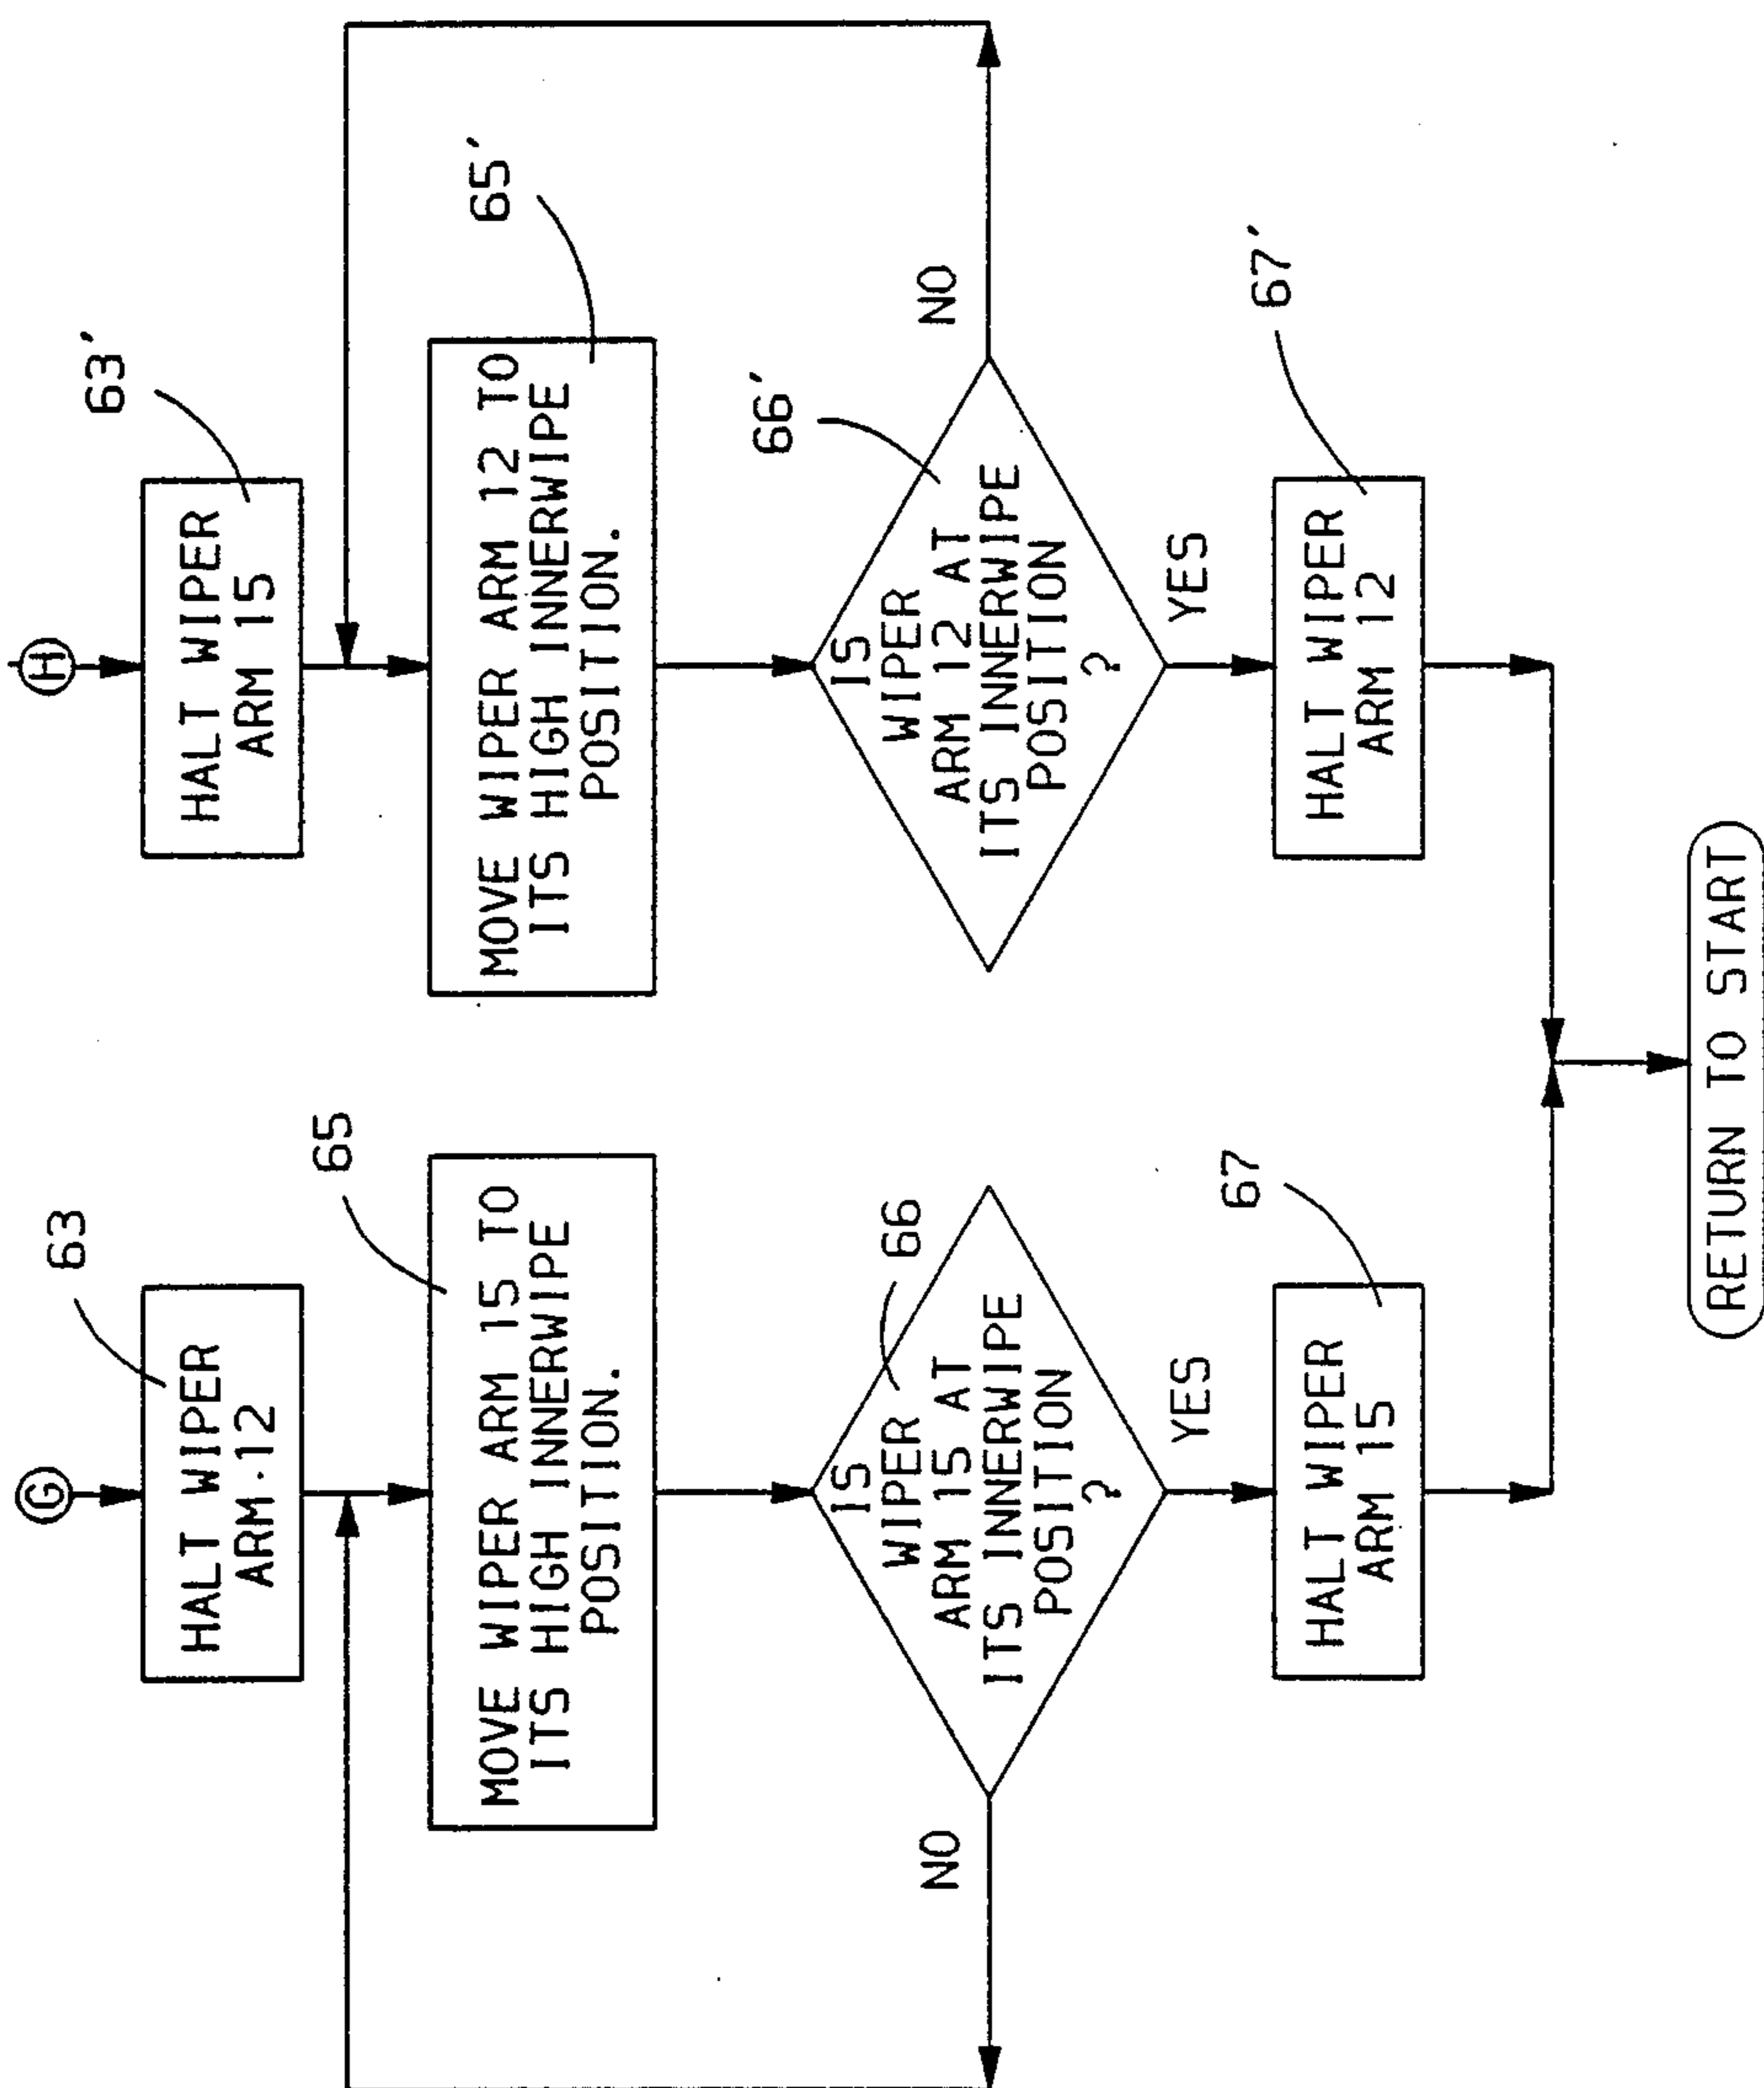 G
63
HALT WIPER
ARM 12
65
MOVE WIPER ARM 15 TO
ITS HIGH INNERWIPE
POSITION.
66
IS
WIPER
ARM 15 AT
ITS INNERWIPE
POSITION
?
NO
YES
67
HALT WIPER
ARM 15
H
63'
HALT WIPER
ARM 15
65'
MOVE WIPER ARM 12 TO
ITS HIGH INNERWIPE
POSITION.
66'
IS
WIPER
ARM 12 AT
ITS INNERWIPE
POSITION
?
NO
YES
67'
HALT WIPER
ARM 12
RETURN TO START